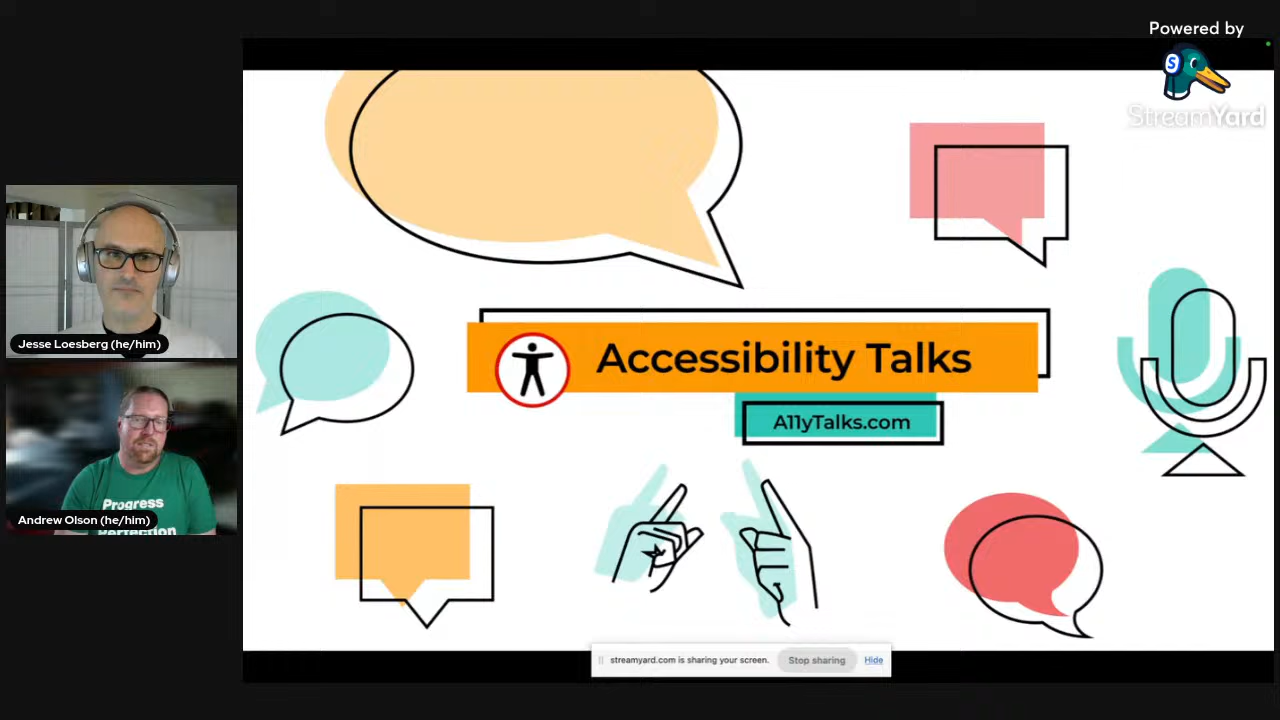 Powered by
S
StreamYard
Accessibility Talks
A11yTalks.com
Jesse Loesberg (he/him)
Progress
Perfection
Andrew Olson (he/him)
streamyard.com is sharing your screen.
Stop sharing
Hide